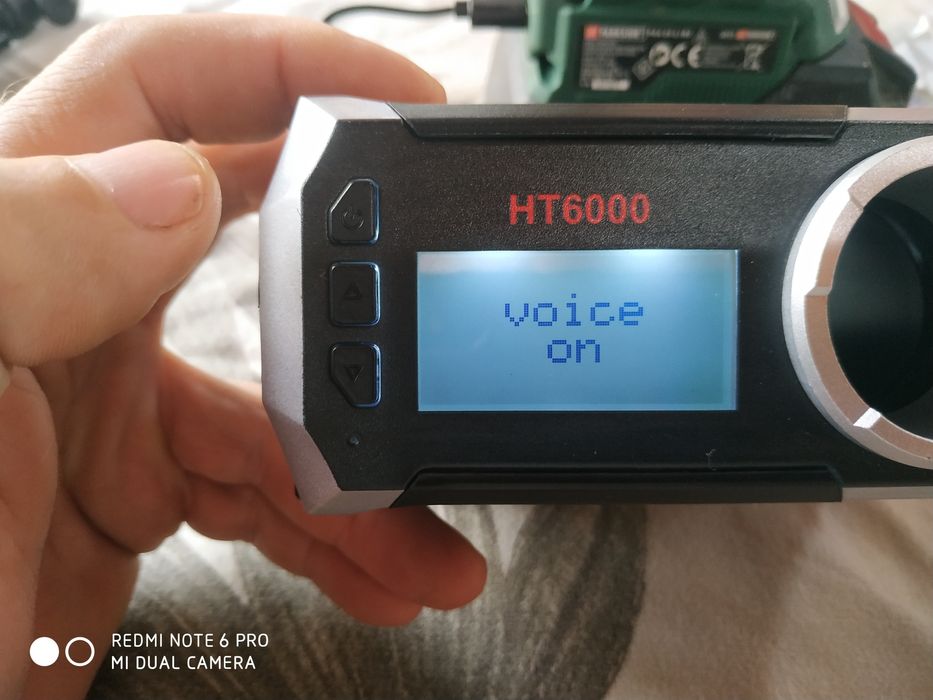 HT6000
voice
on
REDMI NOTE 6 PRO
MI DUAL CAMERA